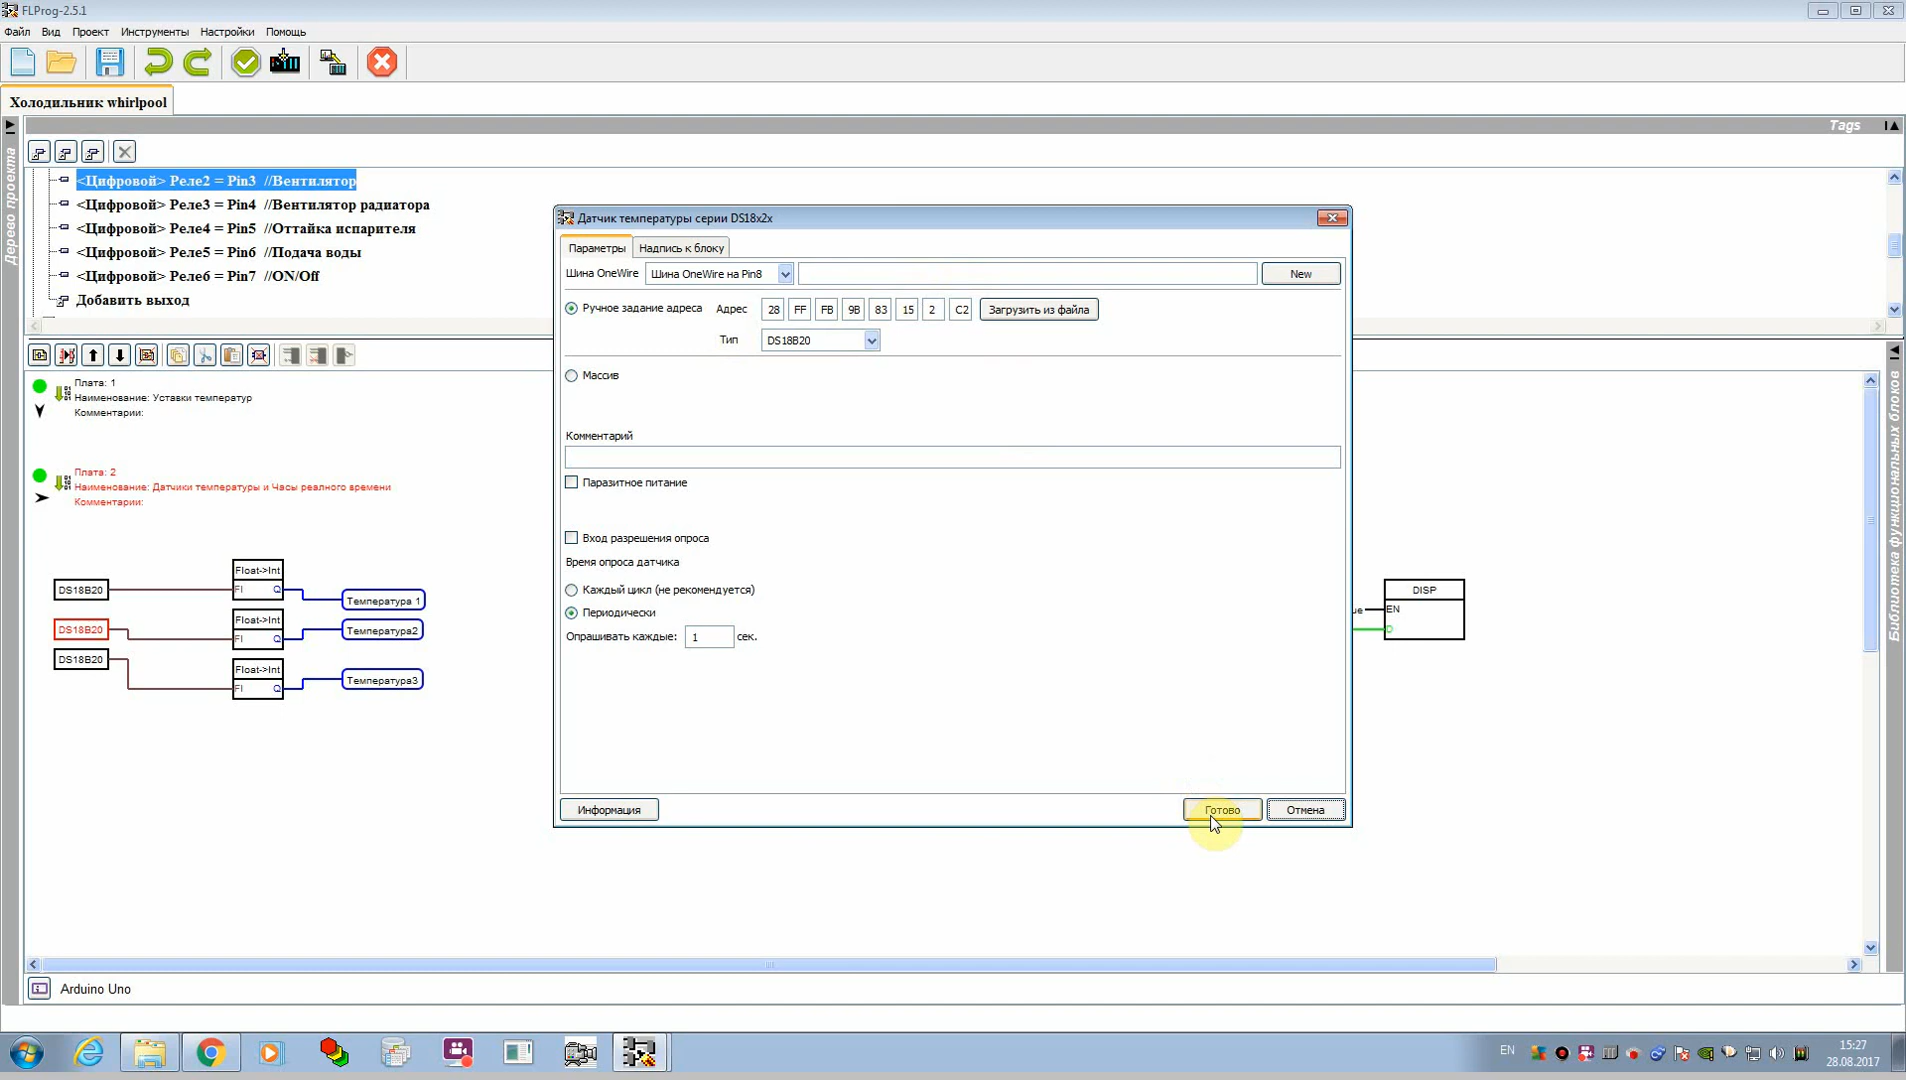 FLProg-2.5.1
Файл Вид Проект Инструменты Настройки Помощь
Холодильник whirlpool
Tags
Дерево проекта
<Цифровой> Реле2 = Pin3 //Вентилятор
<Цифровой> Реле3 = Pin4 //Вентилятор радиатора
<Цифровой> Реле4 = Pin5 //Оттайка испарителя
<Цифровой> Реле5 = Pin6 //Подача воды
<Цифровой> Реле6 = Pin7 //ON/Off
Добавить выход
Плата: 1
Наименование: Уставки температур
Комментарии:
Плата: 2
Наименование: Датчики температуры и Часы реалного времени
Комментарии:
DS18B20
Float->Int
FI Q
Температура 1
DS18B20
Float->Int
FI Q
Температура2
DS18B20
Float->Int
FI Q
Температура3
Датчик температуры серии DS18x2x
Параметры Надпись к блоку
Шина OneWire Шина OneWire на Pin8 New
Ручное задание адреса Адрес 28 FF FB 9B 83 15 2 C2 Загрузить из файла
Тип DS18B20
Массив
Комментарий
Паразитное питание
Вход разрешения опроса
Время опроса датчика
Каждый цикл (не рекомендуется)
Периодически
Опрашивать каждые: 1 сек.
Информация Готово Отмена
DISP
ue EN
D
Библиотека функциональных блоков
Arduino Uno
EN
15:27
28.08.2017